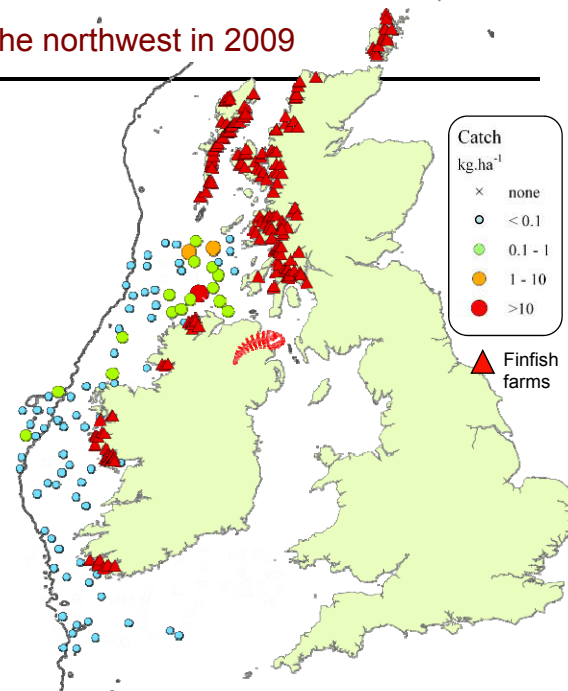 he northwest in 2009
Catch
kg.ha⁻¹
none
< 0.1
0.1 - 1
1 - 10
>10
Finfish
farms